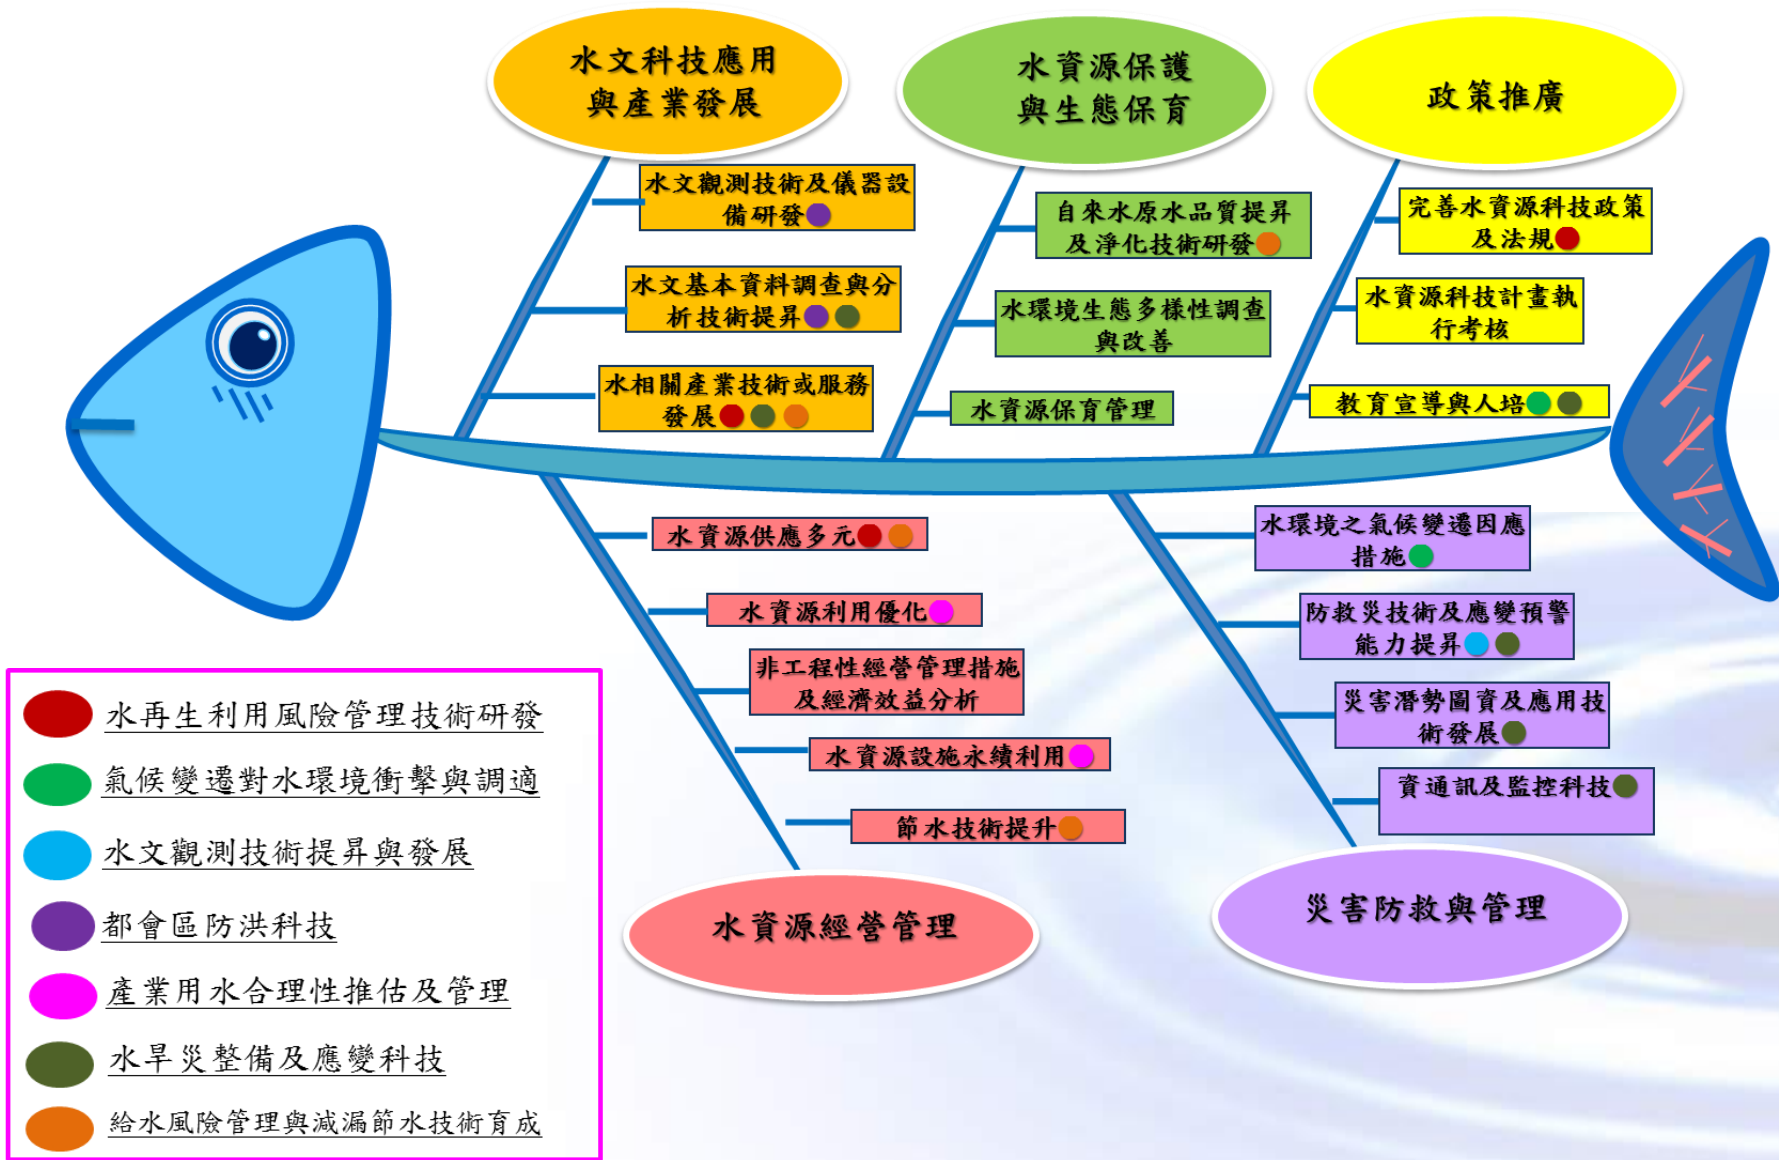 水文科技應用
與產業發展
水文觀測技術及儀器設
備研發
水文基本資料調查與分
析技術提昇
水相關產業技術或服務
發展
水資源保護
與生態保育
自來水原水品質提昇
及淨化技術研發
水環境生態多樣性調查
與改善
水資源保育管理
政策推廣
完善水資源科技政策
及法規
水資源科技計畫執
行考核
教育宣導與人培
水資源供應多元
水資源利用優化
非工程性經營管理措施
及經濟效益分析
水資源設施永續利用
節水技術提升
水資源經營管理
水環境之氣候變遷因應
措施
防救災技術及應變預警
能力提昇
災害潛勢圖資及應用技
術發展
資通訊及監控科技
災害防救與管理
水再生利用風險管理技術研發
氣候變遷對水環境衝擊與調適
水文觀測技術提昇與發展
都會區防洪科技
產業用水合理性推估及管理
水旱災整備及應變科技
給水風險管理與減漏節水技術育成